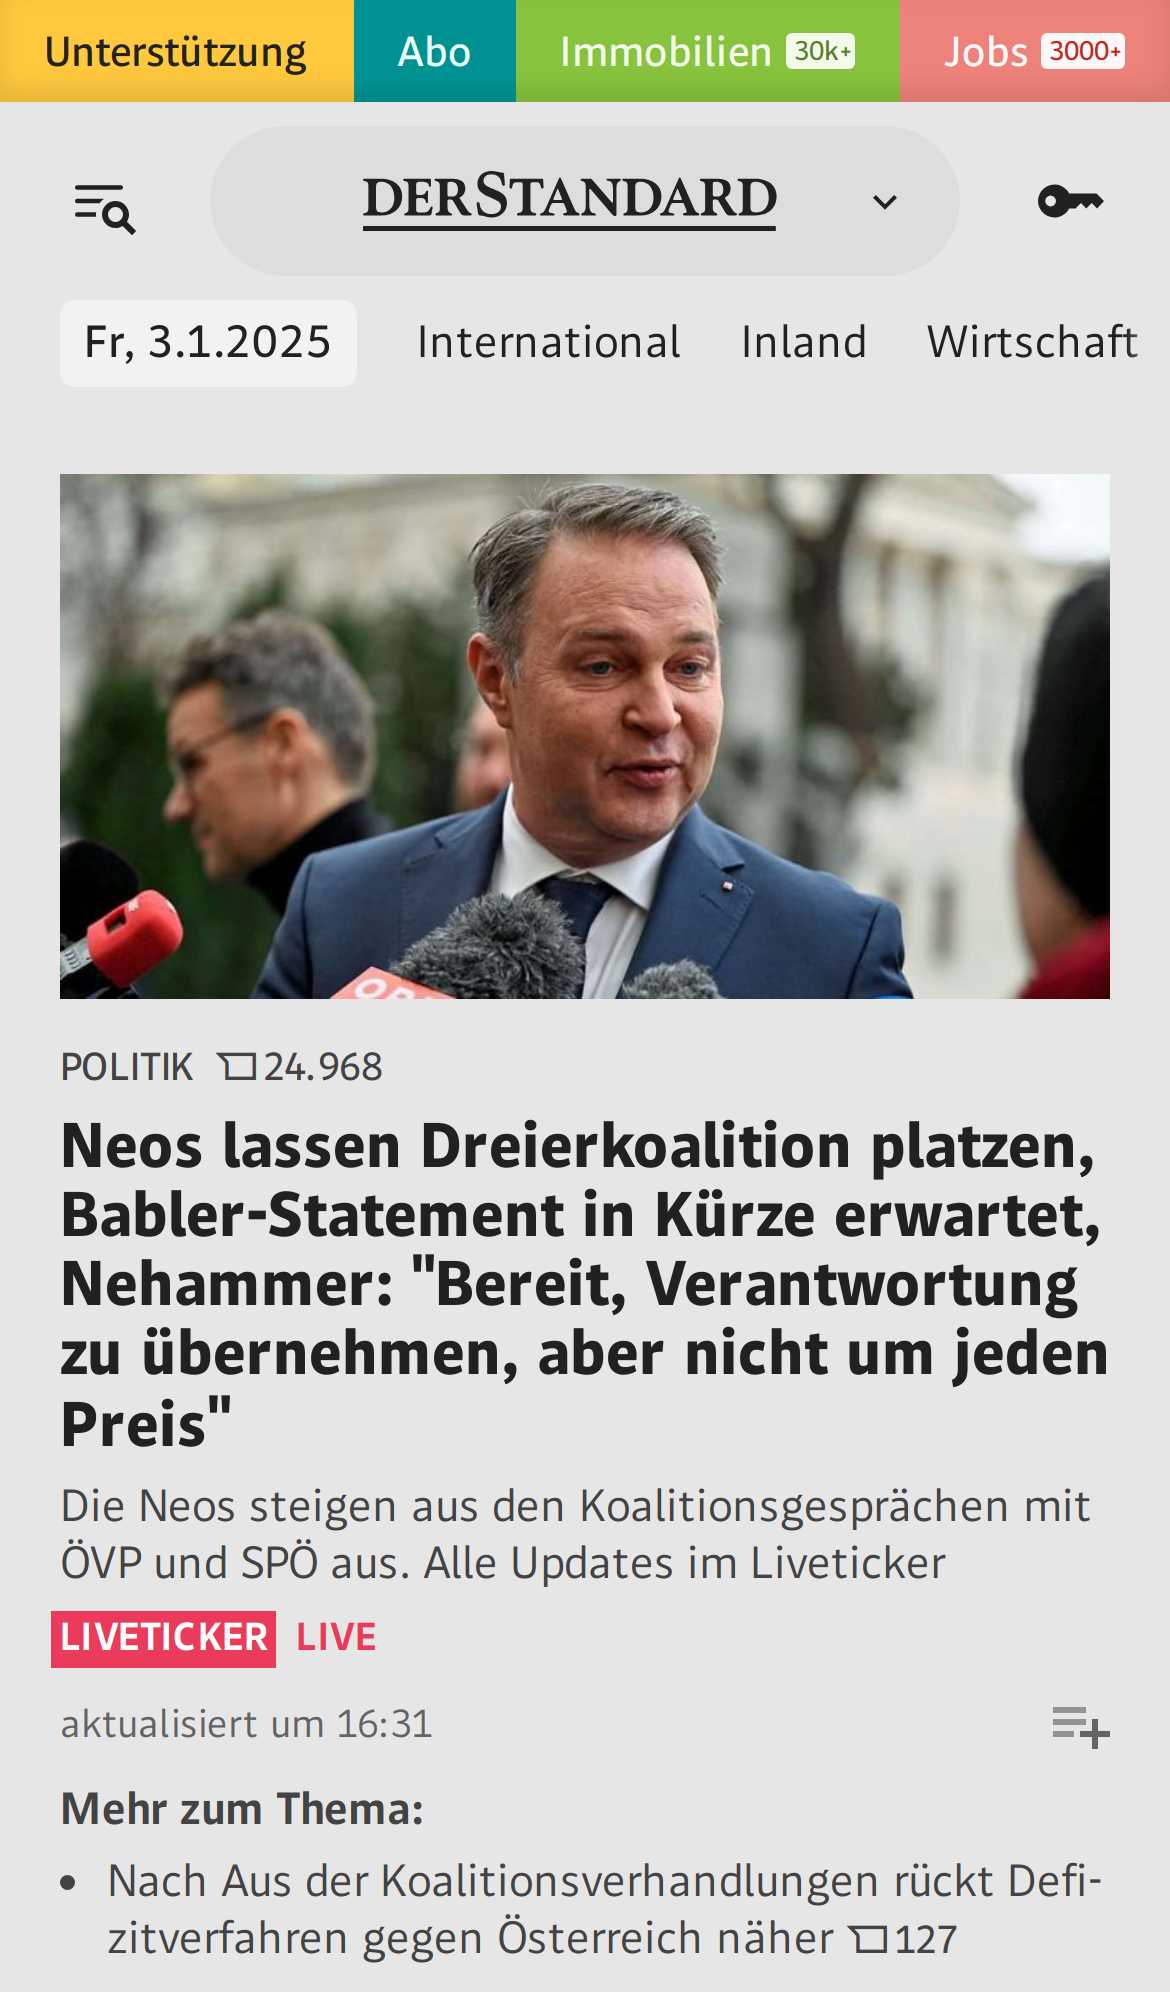 Unterstützung Abo Immobilien 30k+ Jobs 3000+
DERSTANDARD
Fr, 3.1.2025 International Inland Wirtschaft
POLITIK 24.968
Neos lassen Dreierkoalition platzen,
Babler-Statement in Kürze erwartet,
Nehammer: "Bereit, Verantwortung
zu übernehmen, aber nicht um jeden
Preis"
Die Neos steigen aus den Koalitionsgesprächen mit
ÖVP und SPÖ aus. Alle Updates im Liveticker
LIVETICKER LIVE
aktualisiert um 16:31
Mehr zum Thema:
• Nach Aus der Koalitionsverhandlungen rückt Defi-
zitverfahren gegen Österreich näher 127